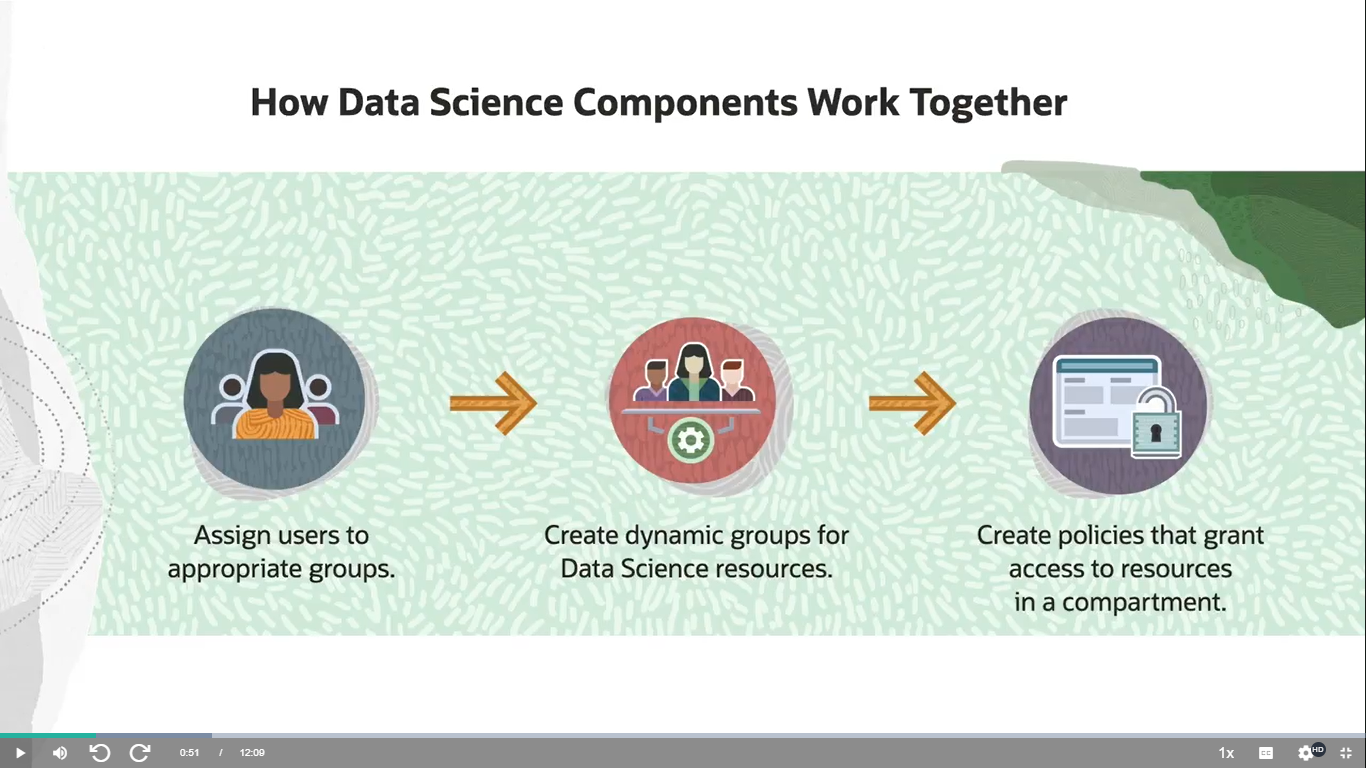 How Data Science Components Work Together
Assign users to
appropriate groups.
Create dynamic groups for
Data Science resources.
Create policies that grant
access to resources
in a compartment.
0:51 / 12:09
1x
CC
HD